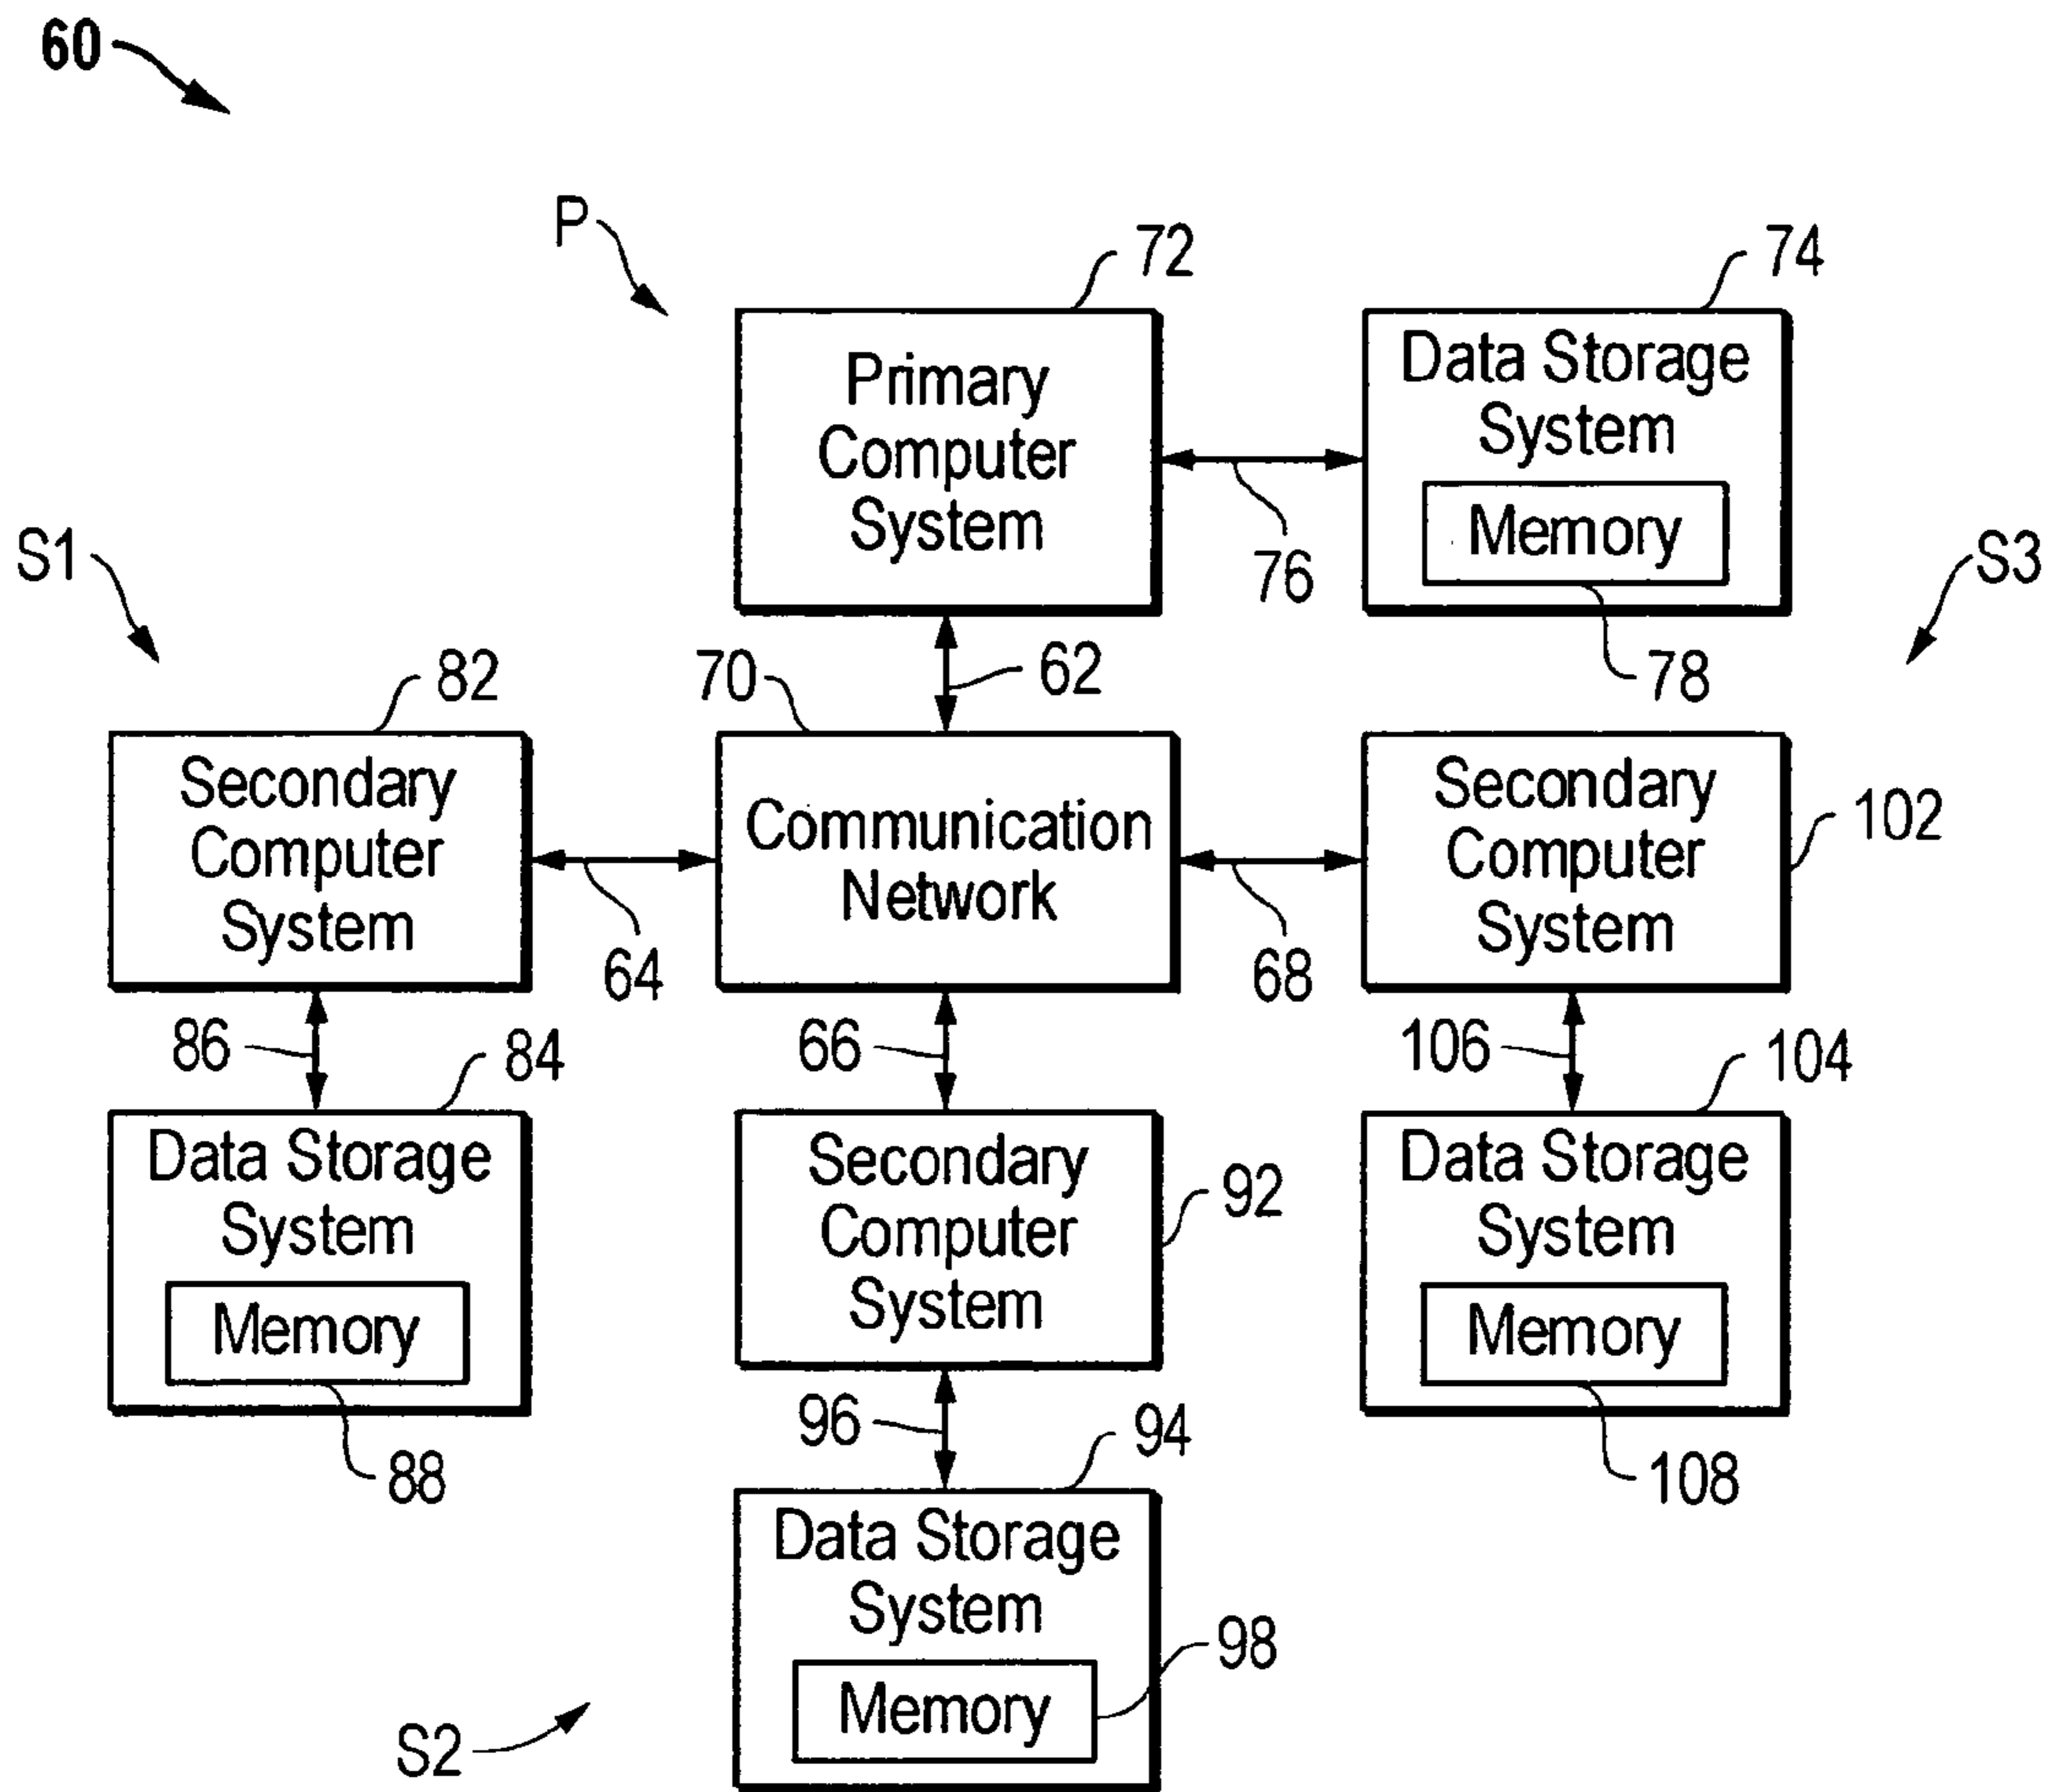 60
P
72
74
Primary
Computer
System
Data Storage
System
Memory
76
78
S1
S3
62
82
70
Secondary
Computer
System
Communication
Network
Secondary
Computer
System
102
64
68
86
84
66
106
104
Data Storage
System
Memory
88
Secondary
Computer
System
92
Data Storage
System
Memory
108
96
94
Data Storage
System
Memory
98
S2